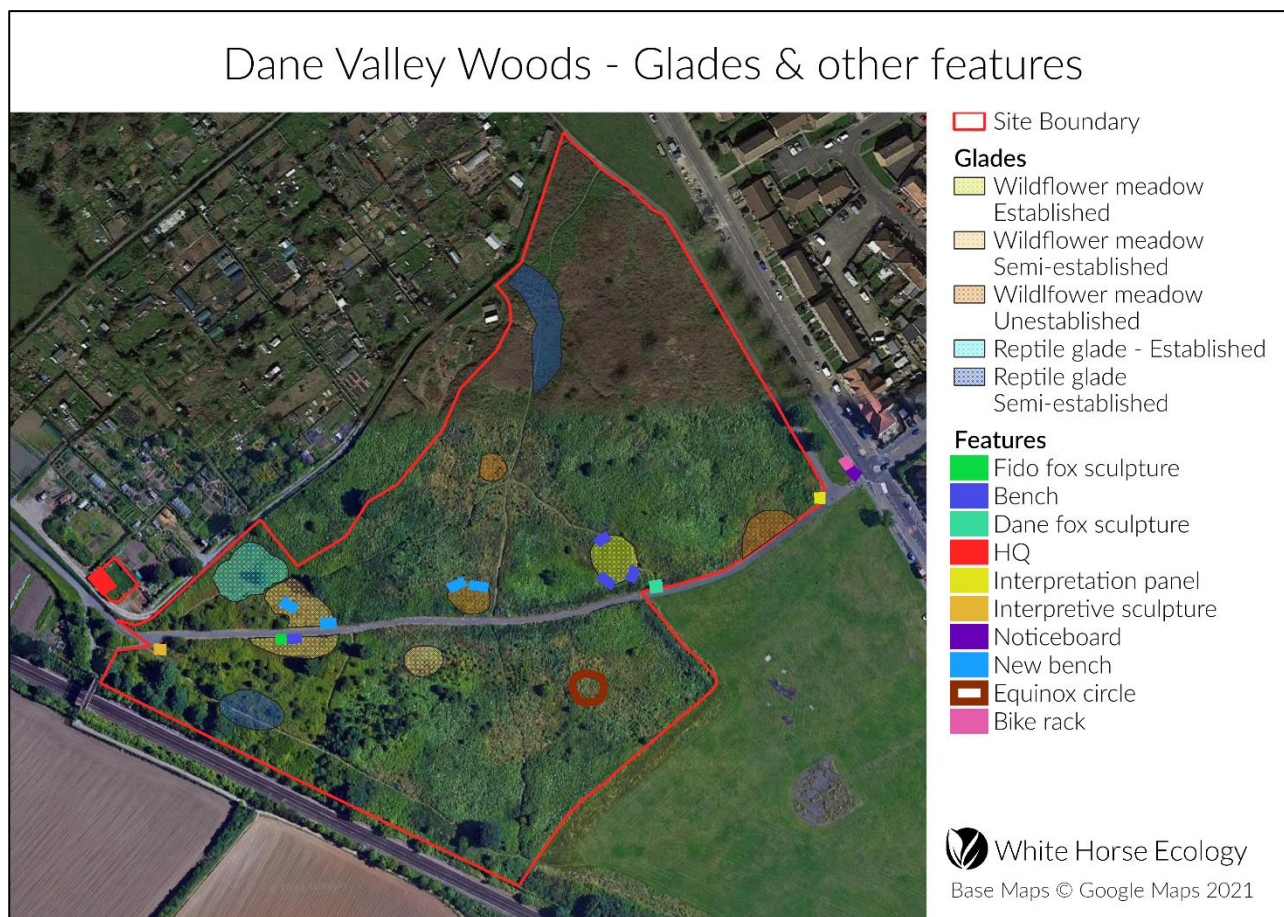 Dane Valley Woods - Glades & other features
Site Boundary
Glades
Wildflower meadow
Established
Wildflower meadow
Semi-established
Wildlfower meadow
Unestablished
Reptile glade - Established
Reptile glade
Semi-established
Features
Fido fox sculpture
Bench
Dane fox sculpture
HQ
Interpretation panel
Interpretive sculpture
Noticeboard
New bench
Equinox circle
Bike rack
White Horse Ecology
Base Maps © Google Maps 2021